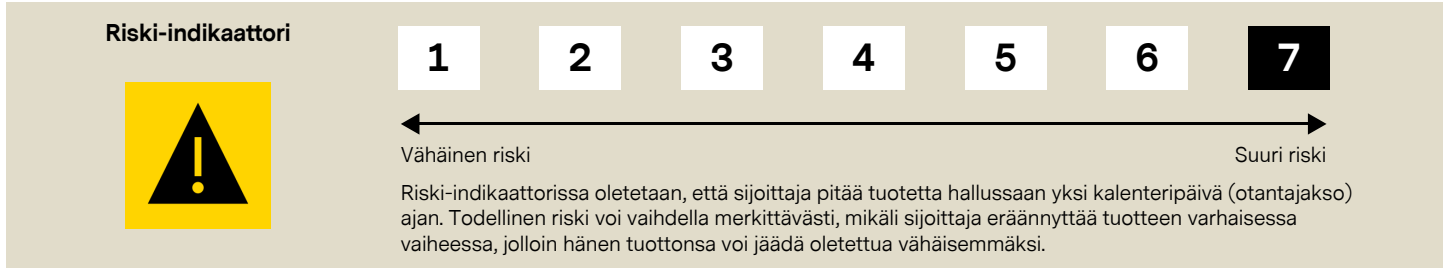 Riski-indikaattori
1 2 3 4 5 6 7
Vähäinen riski Suuri riski
Riski-indikaattorissa oletetaan, että sijoittaja pitää tuotetta hallussaan yksi kalenteripäivä (otantajakso)
ajan. Todellinen riski voi vaihdella merkittävästi, mikäli sijoittaja eräännyttää tuotteen varhaisessa
vaiheessa, jolloin hänen tuottonsa voi jäädä oletettua vähäisemmäksi.